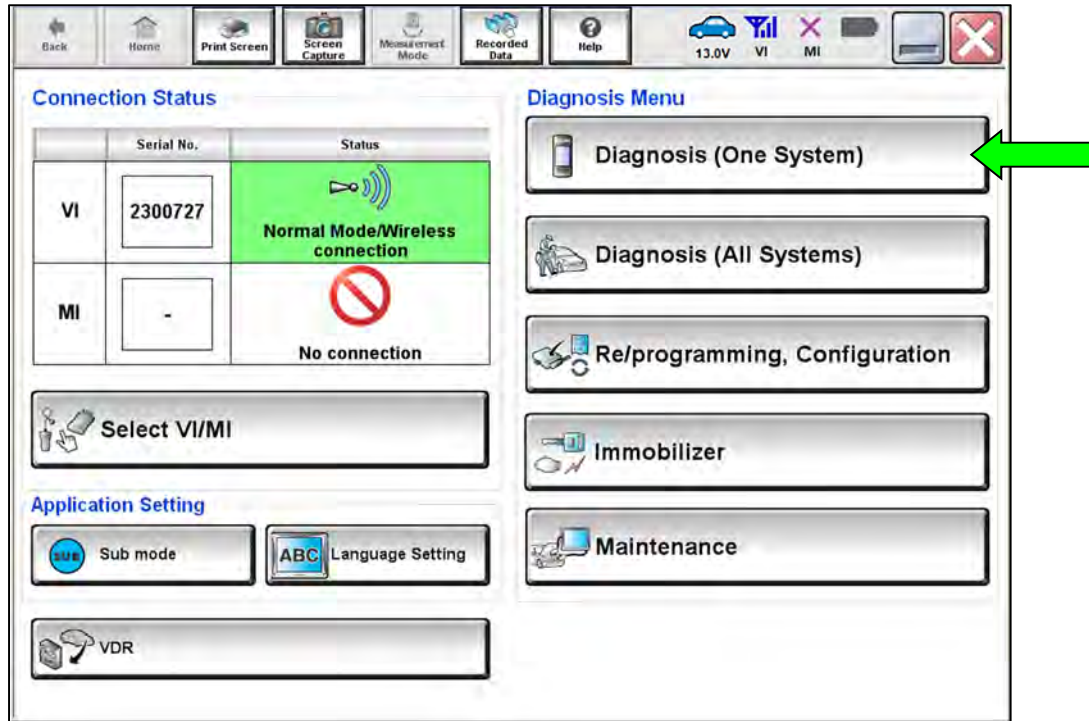 Back
Home
Print Screen
Screen
Capture
Measurement
Mode
Recorded
Data
Help
13.0V
VI
MI
Connection Status
Serial No.
Status
VI
2300727
Normal Mode/Wireless
connection
MI
-
No connection
Select VI/MI
Application Setting
SUB
Sub mode
ABC
Language Setting
VDR
Diagnosis Menu
Diagnosis (One System)
Diagnosis (All Systems)
Re/programming, Configuration
Immobilizer
Maintenance